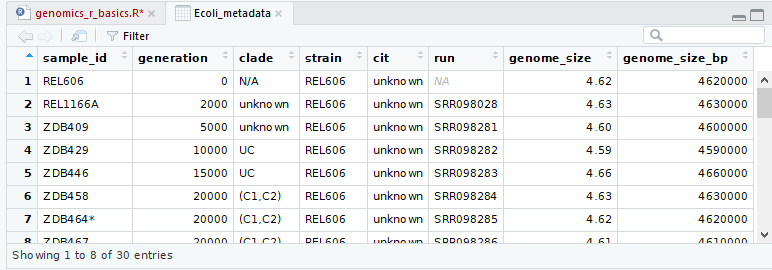 genomics_r_basics.R* Ecoli_metadata
Filter
sample_id generation clade strain cit run genome_size genome_size_bp
1 REL606 0 N/A REL606 unknown NA 4.62 4620000
2 REL1166A 2000 unknown REL606 unknown SRR098028 4.63 4630000
3 ZDB409 5000 unknown REL606 unknown SRR098281 4.60 4600000
4 ZDB429 10000 UC REL606 unknown SRR098282 4.59 4590000
5 ZDB446 15000 UC REL606 unknown SRR098283 4.66 4660000
6 ZDB458 20000 (C1,C2) REL606 unknown SRR098284 4.63 4630000
7 ZDB464* 20000 (C1,C2) REL606 unknown SRR098285 4.62 4620000
8 ZDB467 20000 (C1,C2) REL606 unknown SRR098286 4.61 4610000
Showing 1 to 8 of 30 entries